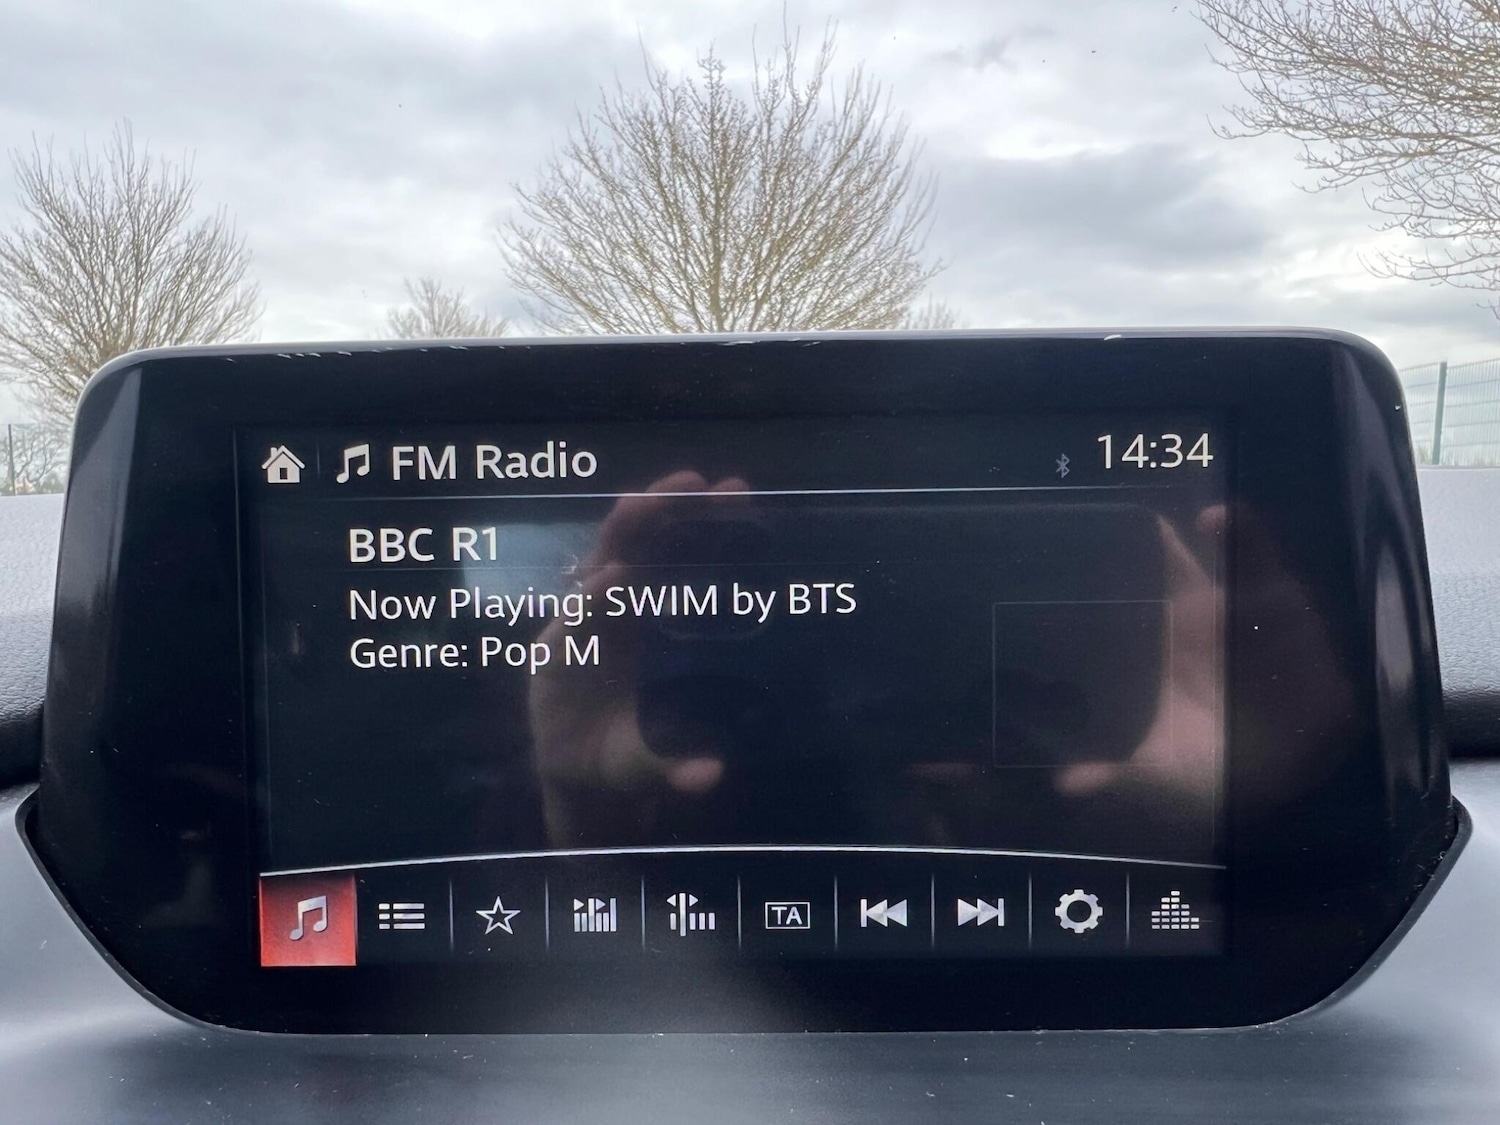 FM Radio
14:34
BBC R1
Now Playing: SWIM by BTS
Genre: Pop M
TA